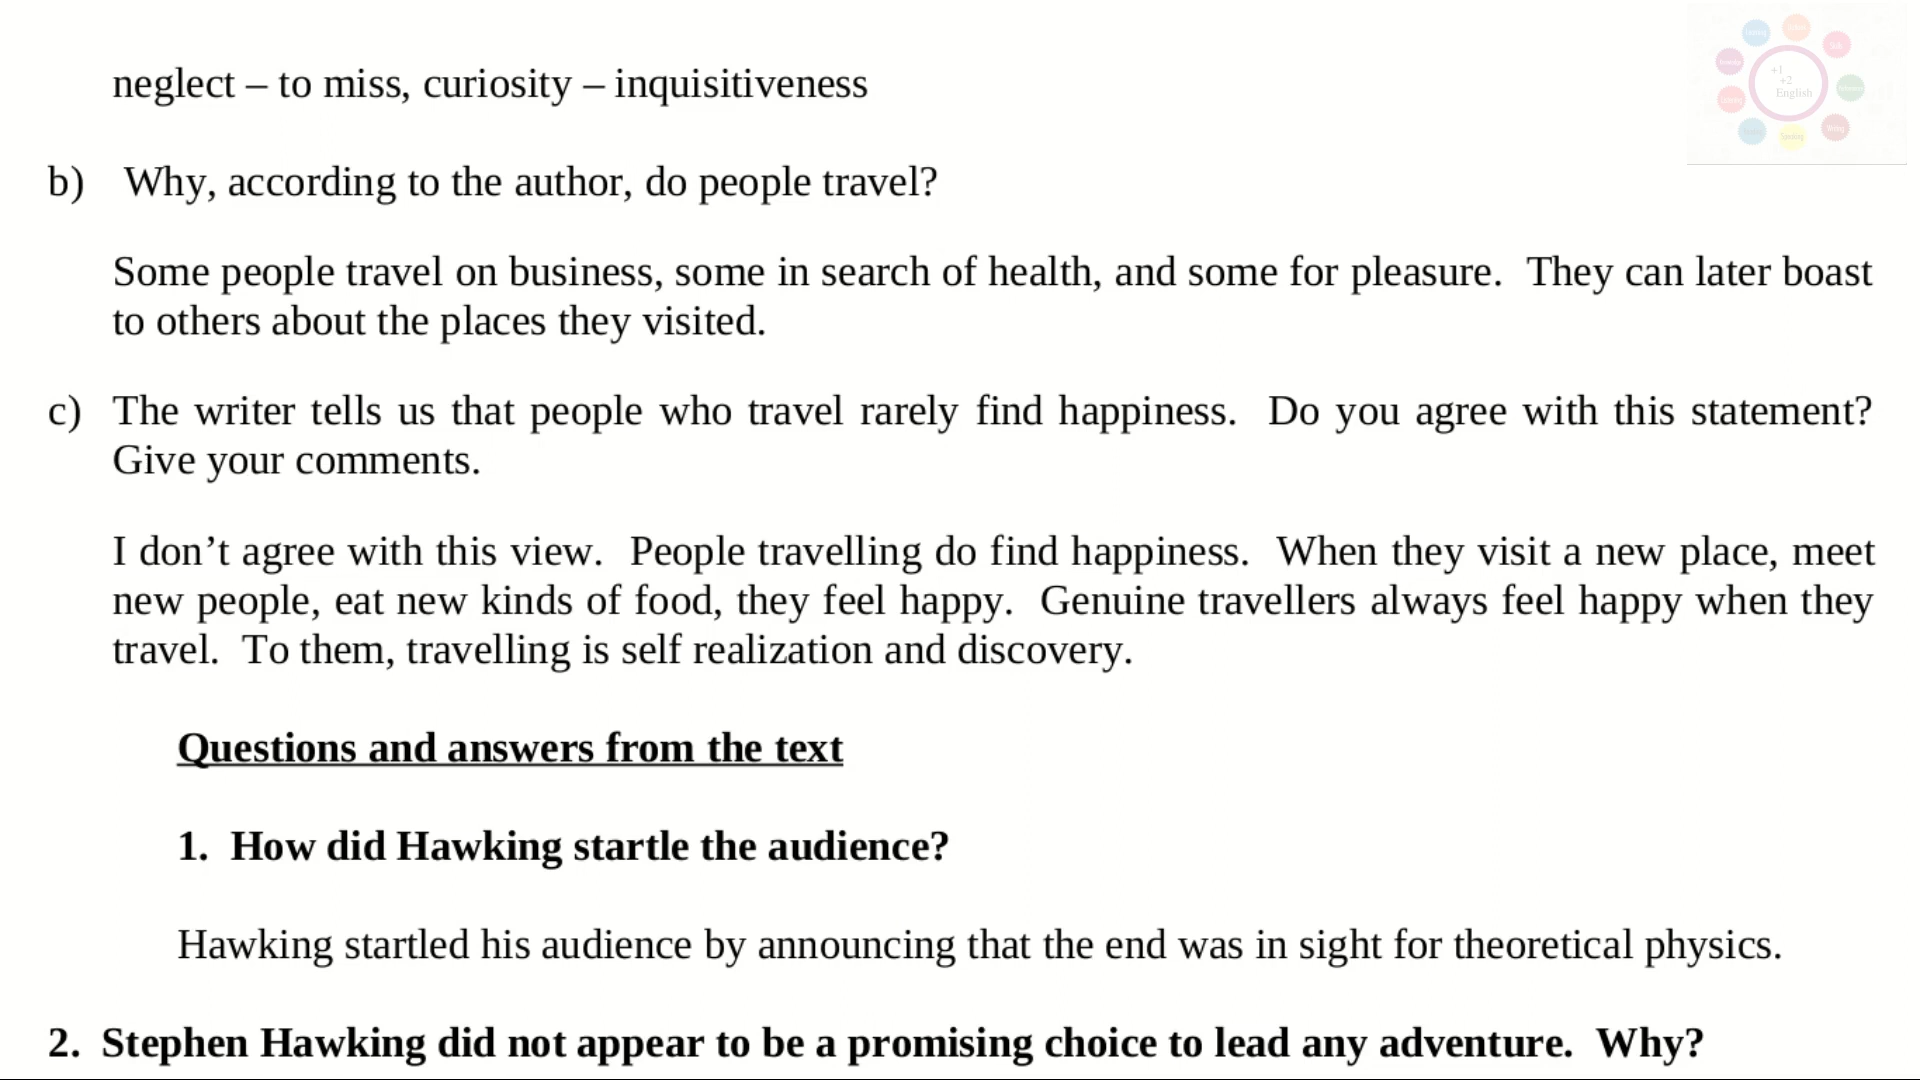 neglect – to miss, curiosity – inquisitiveness
+1
+2
English
b) Why, according to the author, do people travel?
Some people travel on business, some in search of health, and some for pleasure. They can later boast
to others about the places they visited.
c) The writer tells us that people who travel rarely find happiness. Do you agree with this statement?
Give your comments.
I don’t agree with this view. People travelling do find happiness. When they visit a new place, meet
new people, eat new kinds of food, they feel happy. Genuine travellers always feel happy when they
travel. To them, travelling is self realization and discovery.
Questions and answers from the text
1. How did Hawking startle the audience?
Hawking startled his audience by announcing that the end was in sight for theoretical physics.
2. Stephen Hawking did not appear to be a promising choice to lead any adventure. Why?